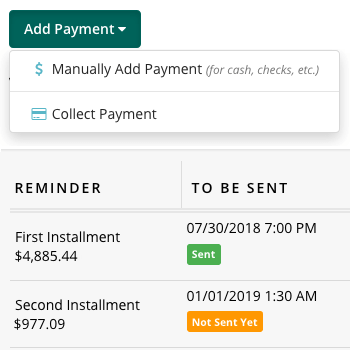 Add Payment
$ Manually Add Payment (for cash, checks, etc.)
Collect Payment
REMINDER TO BE SENT
First Installment 07/30/2018 7:00 PM
$4,885.44 Sent
Second Installment 01/01/2019 1:30 AM
$977.09 Not Sent Yet